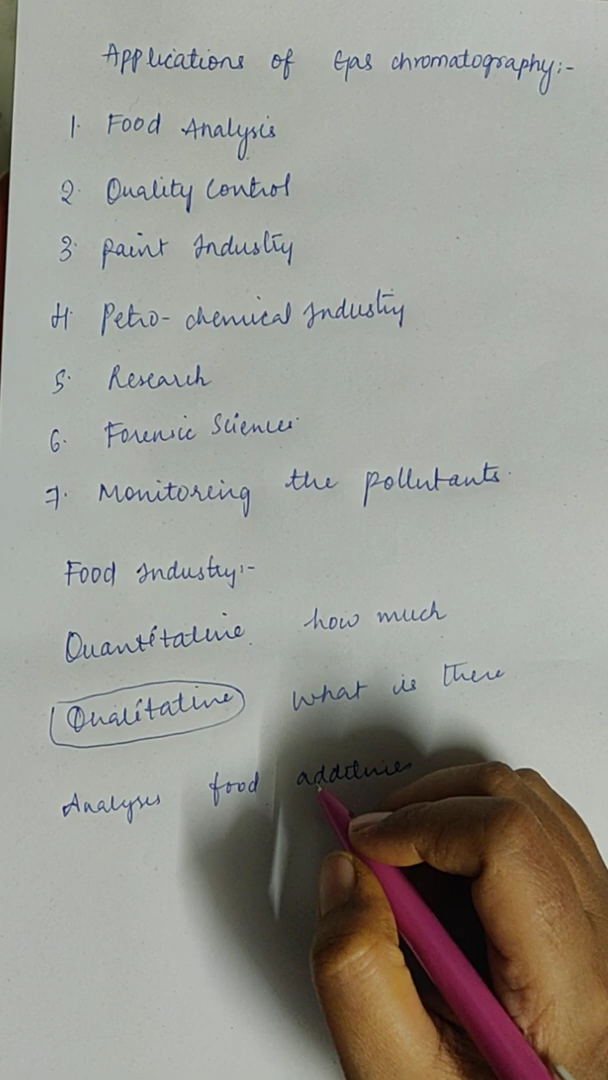 Applications of Gas chromatography:-
1. Food Analysis
2. Quality Control
3. paint Industry
4. Petro-chemical Industry
5. Research
6. Forensic Sciences
7. Monitoring the pollutants.
Food Industry:-
Quantitative how much
Qualitative what is there
Analyses food additives